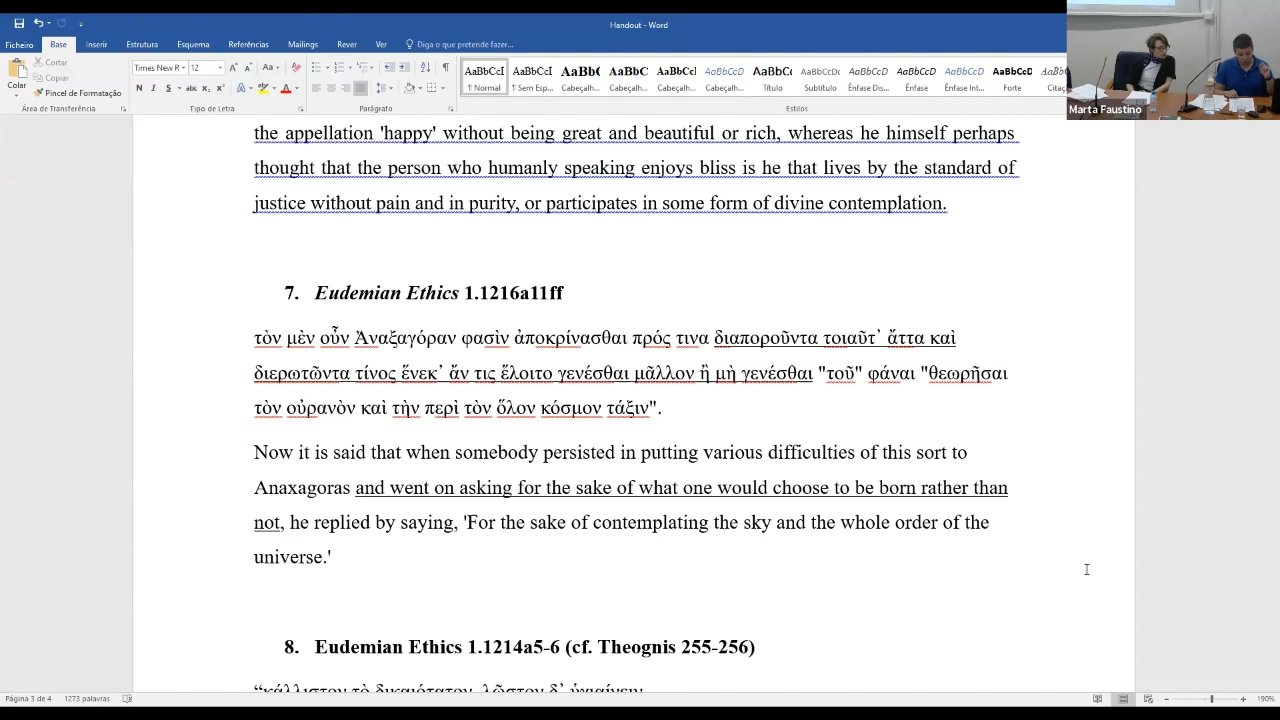 Handout - Word
Ficheiro Base Inserir Estrutura Esquema Referências Mailings Rever Ver Diga o que pretende fazer...
Colar
Cortar
Copiar
Pincel de Formatação
Área de Transferência
Times New R 12
Tipo de Letra
Parágrafo
AaBbCcI AaBbCcD AaBb( AaBbC AaBbCcI AaBbCcD AaBbC AaBbCcD AaBbCcD AaBbCcD AaBbCcD
¶ Normal ¶ Sem Esp... Cabeçalh... Cabeçalh... Cabeçalh... Cabeçalh... Título Subtítulo Ênfase Dis... Ênfase Ênfase Int... Forte
Estilos
Marta Faustino
the appellation 'happy' without being great and beautiful or rich, whereas he himself perhaps
thought that the person who humanly speaking enjoys bliss is he that lives by the standard of
justice without pain and in purity, or participates in some form of divine contemplation.
7. Eudemian Ethics 1.1216a11ff
τὸν μὲν οὖν Ἀναξαγόραν φασὶν ἀποκρίνασθαι πρός τινα διαποροῦντα τοιαῦτ᾽ ἄττα καὶ
διερωτῶντα τίνος ἕνεκ᾽ ἄν τις ἕλοιτο γενέσθαι μᾶλλον ἢ μὴ γενέσθαι "τοῦ" φάναι "θεωρῆσαι
τὸν οὐρανὸν καὶ τὴν περὶ τὸν ὅλον κόσμον τάξιν".
Now it is said that when somebody persisted in putting various difficulties of this sort to
Anaxagoras and went on asking for the sake of what one would choose to be born rather than
not, he replied by saying, 'For the sake of contemplating the sky and the whole order of the
universe.'
8. Eudemian Ethics 1.1214a5-6 (cf. Theognis 255-256)
“κάλλιστον τὸ δικαιότατον, λῷστον δ᾽ ὑγιαίνειν
Página 3 de 4 1273 palavras 190%